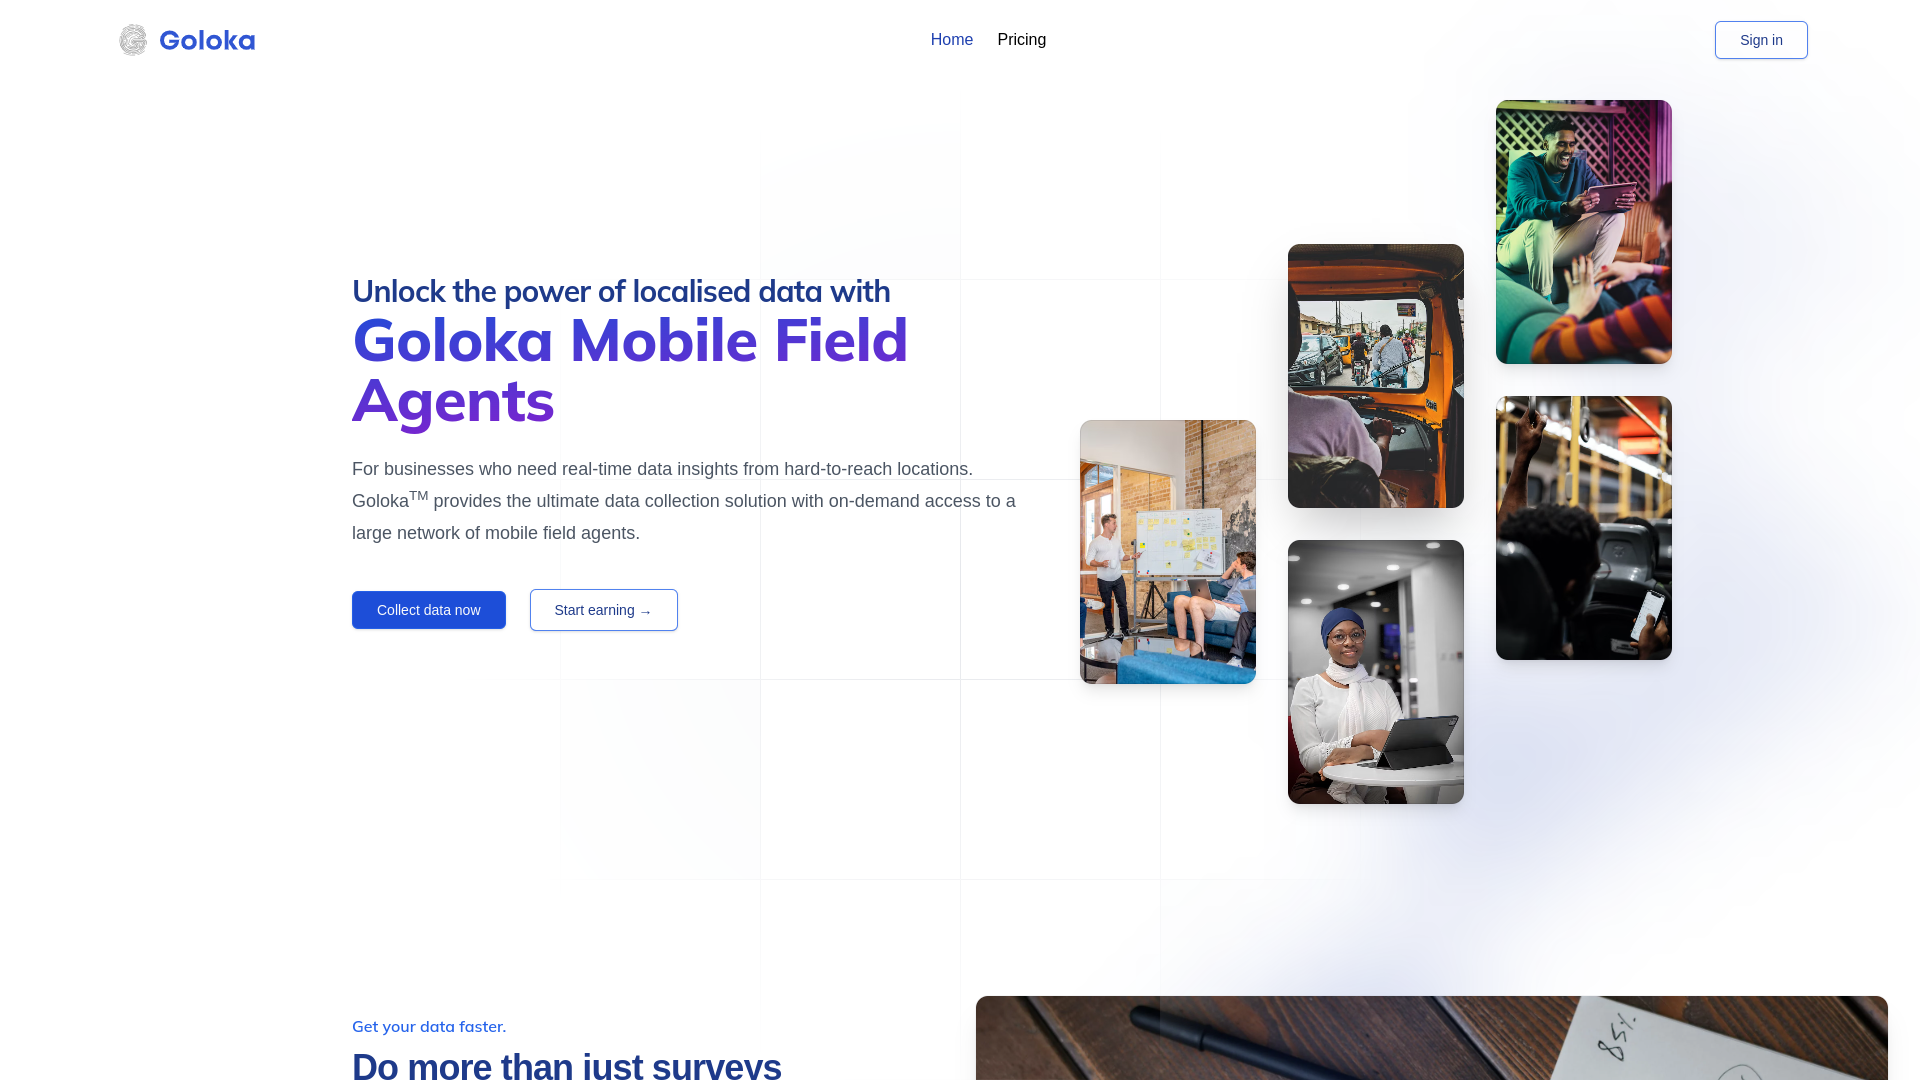 Goloka
Home
Pricing
Sign in
Unlock the power of localised data with
Goloka Mobile Field
Agents
For businesses who need real-time data insights from hard-to-reach locations.
Goloka™ provides the ultimate data collection solution with on-demand access to a
large network of mobile field agents.
Collect data now
Start earning →
Get your data faster.
Do more than just surveys
85%